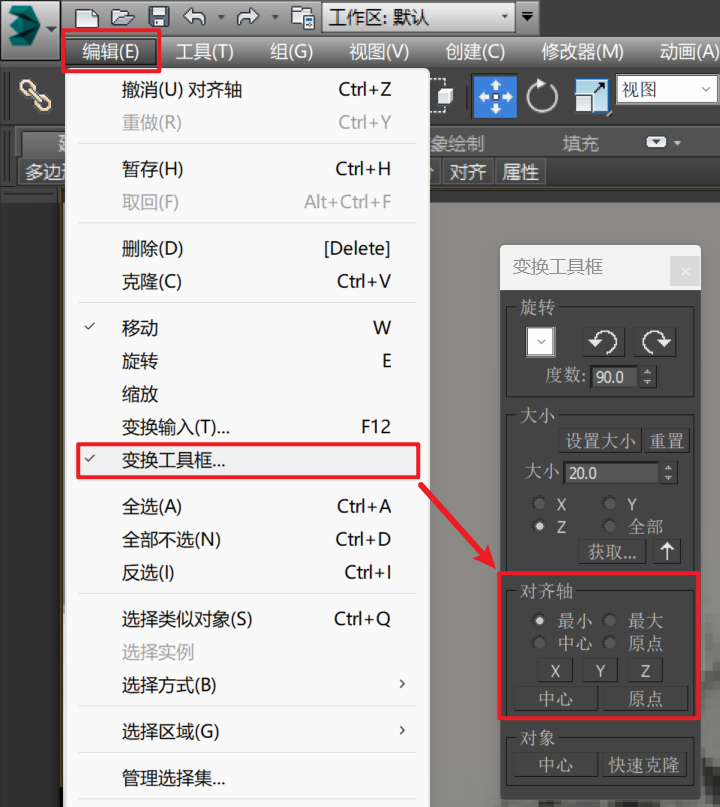 工作区: 默认
编辑(E) 工具(T) 组(G) 视图(V) 创建(C) 修改器(M) 动画(A)
视图
象绘制 填充
多边 对齐 属性
撤消(U) 对齐轴 Ctrl+Z
重做(R) Ctrl+Y
暂存(H) Ctrl+H
取回(F) Alt+Ctrl+F
删除(D) [Delete]
克隆(C) Ctrl+V
移动 W
旋转 E
缩放
变换输入(T)... F12
变换工具框...
全选(A) Ctrl+A
全部不选(N) Ctrl+D
反选(I) Ctrl+I
选择类似对象(S) Ctrl+Q
选择实例
选择方式(B)
选择区域(G)
管理选择集...
变换工具框
旋转
度数: 90.0
大小
设置大小 重置
大小 20.0
X Y
Z 全部
获取...
对齐轴
最小 最大
中心 原点
X Y Z
中心 原点
对象
中心 快速克隆